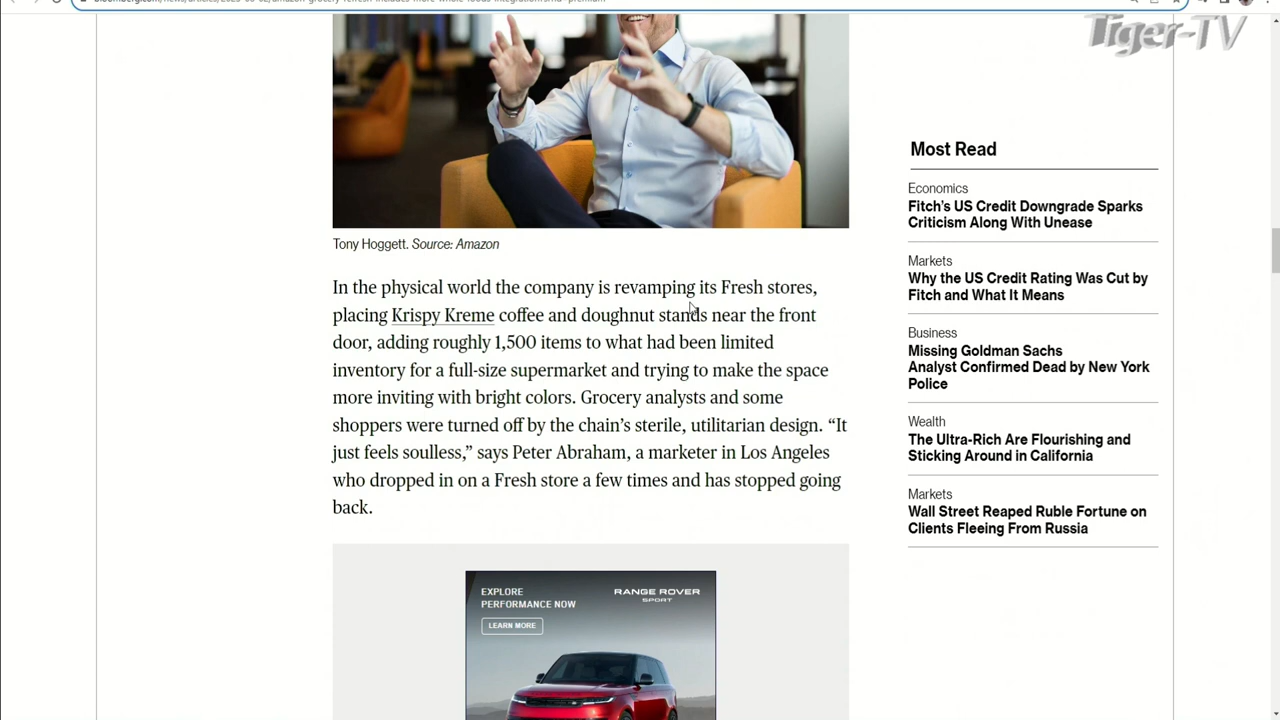 Tiger-TV
Most Read
Economics
Fitch's US Credit Downgrade Sparks
Criticism Along With Unease
Markets
Why the US Credit Rating Was Cut by
Fitch and What It Means
Business
Missing Goldman Sachs
Analyst Confirmed Dead by New York
Police
Wealth
The Ultra-Rich Are Flourishing and
Sticking Around in California
Markets
Wall Street Reaped Ruble Fortune on
Clients Fleeing From Russia
Tony Hoggett. Source: Amazon
In the physical world the company is revamping its Fresh stores,
placing Krispy Kreme coffee and doughnut stands near the front
door, adding roughly 1,500 items to what had been limited
inventory for a full-size supermarket and trying to make the space
more inviting with bright colors. Grocery analysts and some
shoppers were turned off by the chain's sterile, utilitarian design. “It
just feels soulless,” says Peter Abraham, a marketer in Los Angeles
who dropped in on a Fresh store a few times and has stopped going
back.
EXPLORE
PERFORMANCE NOW
LEARN MORE
RANGE ROVER
SPORT